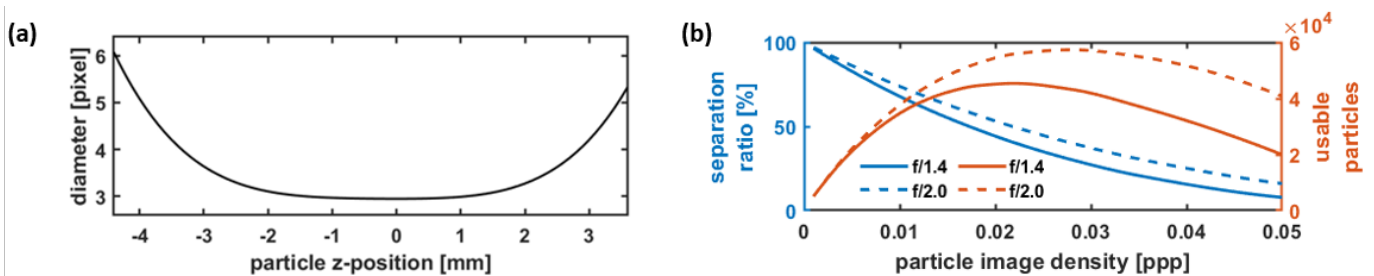 (a)
diameter [pixel]
6
5
4
3
-4 -3 -2 -1 0 1 2 3
particle z-position [mm]
(b)
separation
ratio [%]
100
50
0
f/1.4 f/1.4
f/2.0 f/2.0
0 0.01 0.02 0.03 0.04 0.05
particle image density [ppp]
×10⁴
6
4
2
0
usable
particles